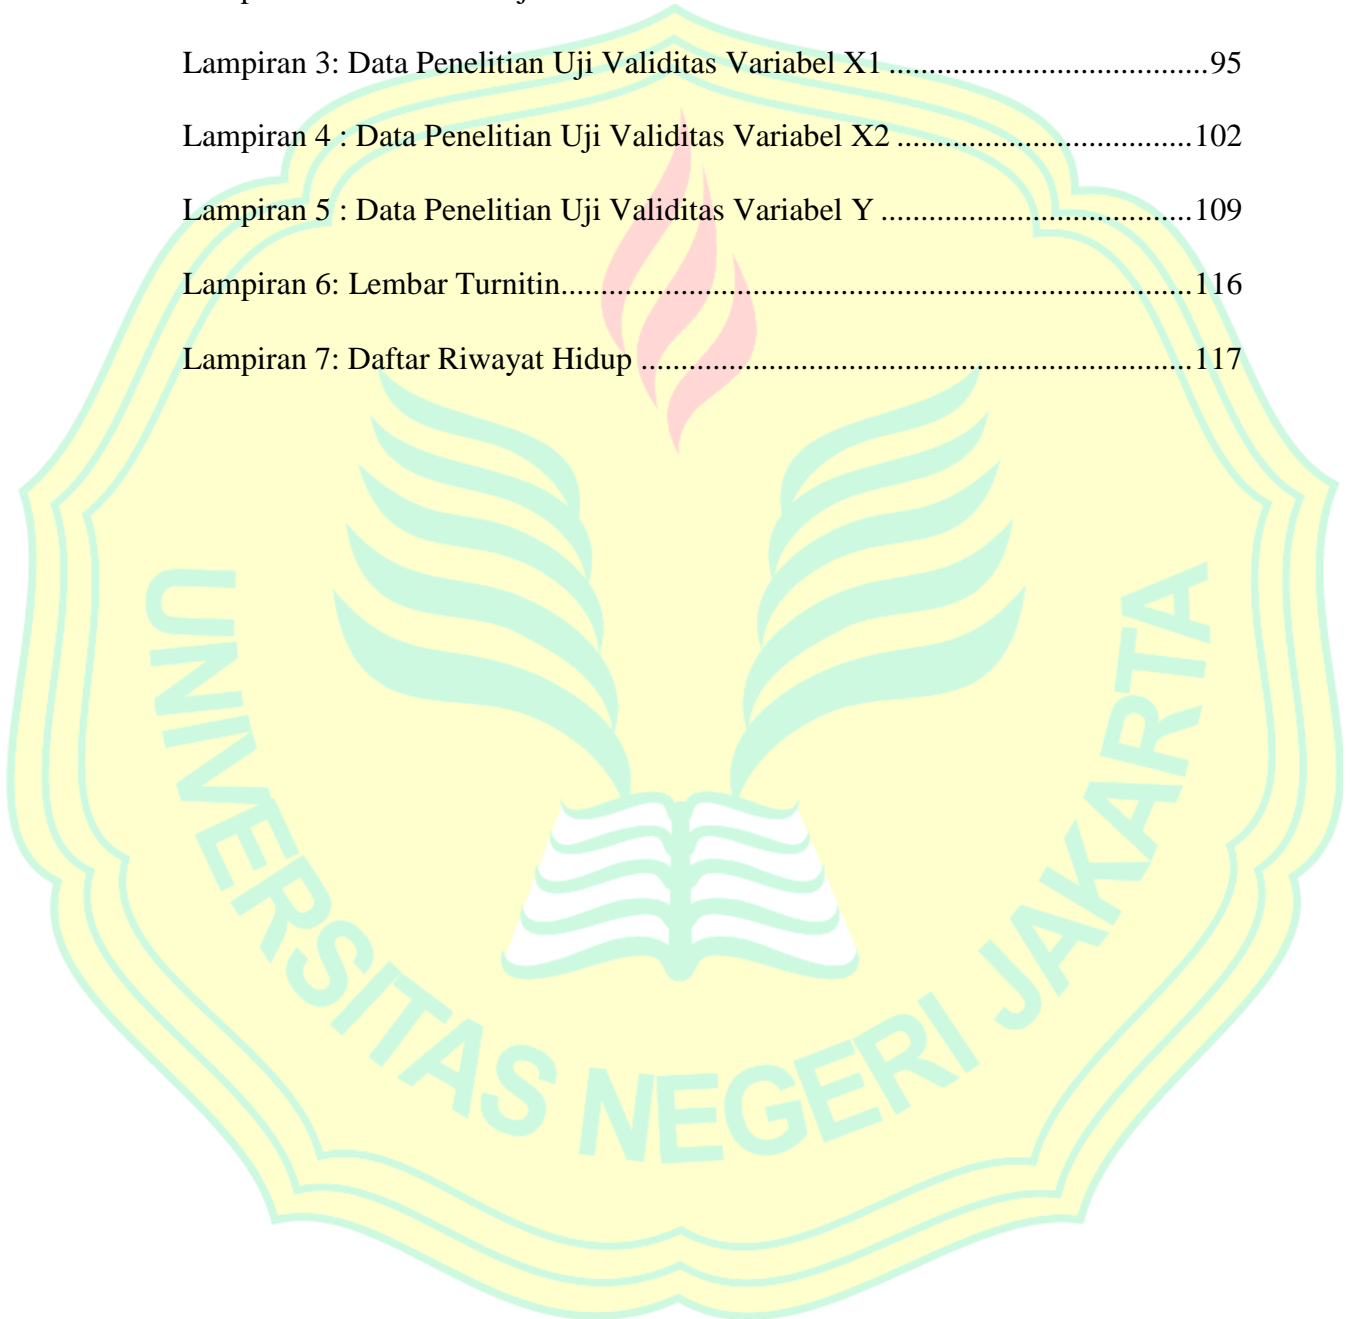 Lampiran 3: Data Penelitian Uji Validitas Variabel X1 ........................................95
Lampiran 4 : Data Penelitian Uji Validitas Variabel X2 .....................................102
Lampiran 5 : Data Penelitian Uji Validitas Variabel Y .......................................109
Lampiran 6: Lembar Turnitin...............................................................................116
Lampiran 7: Daftar Riwayat Hidup .....................................................................117
UNIVERSITAS NEGERI JAKARTA